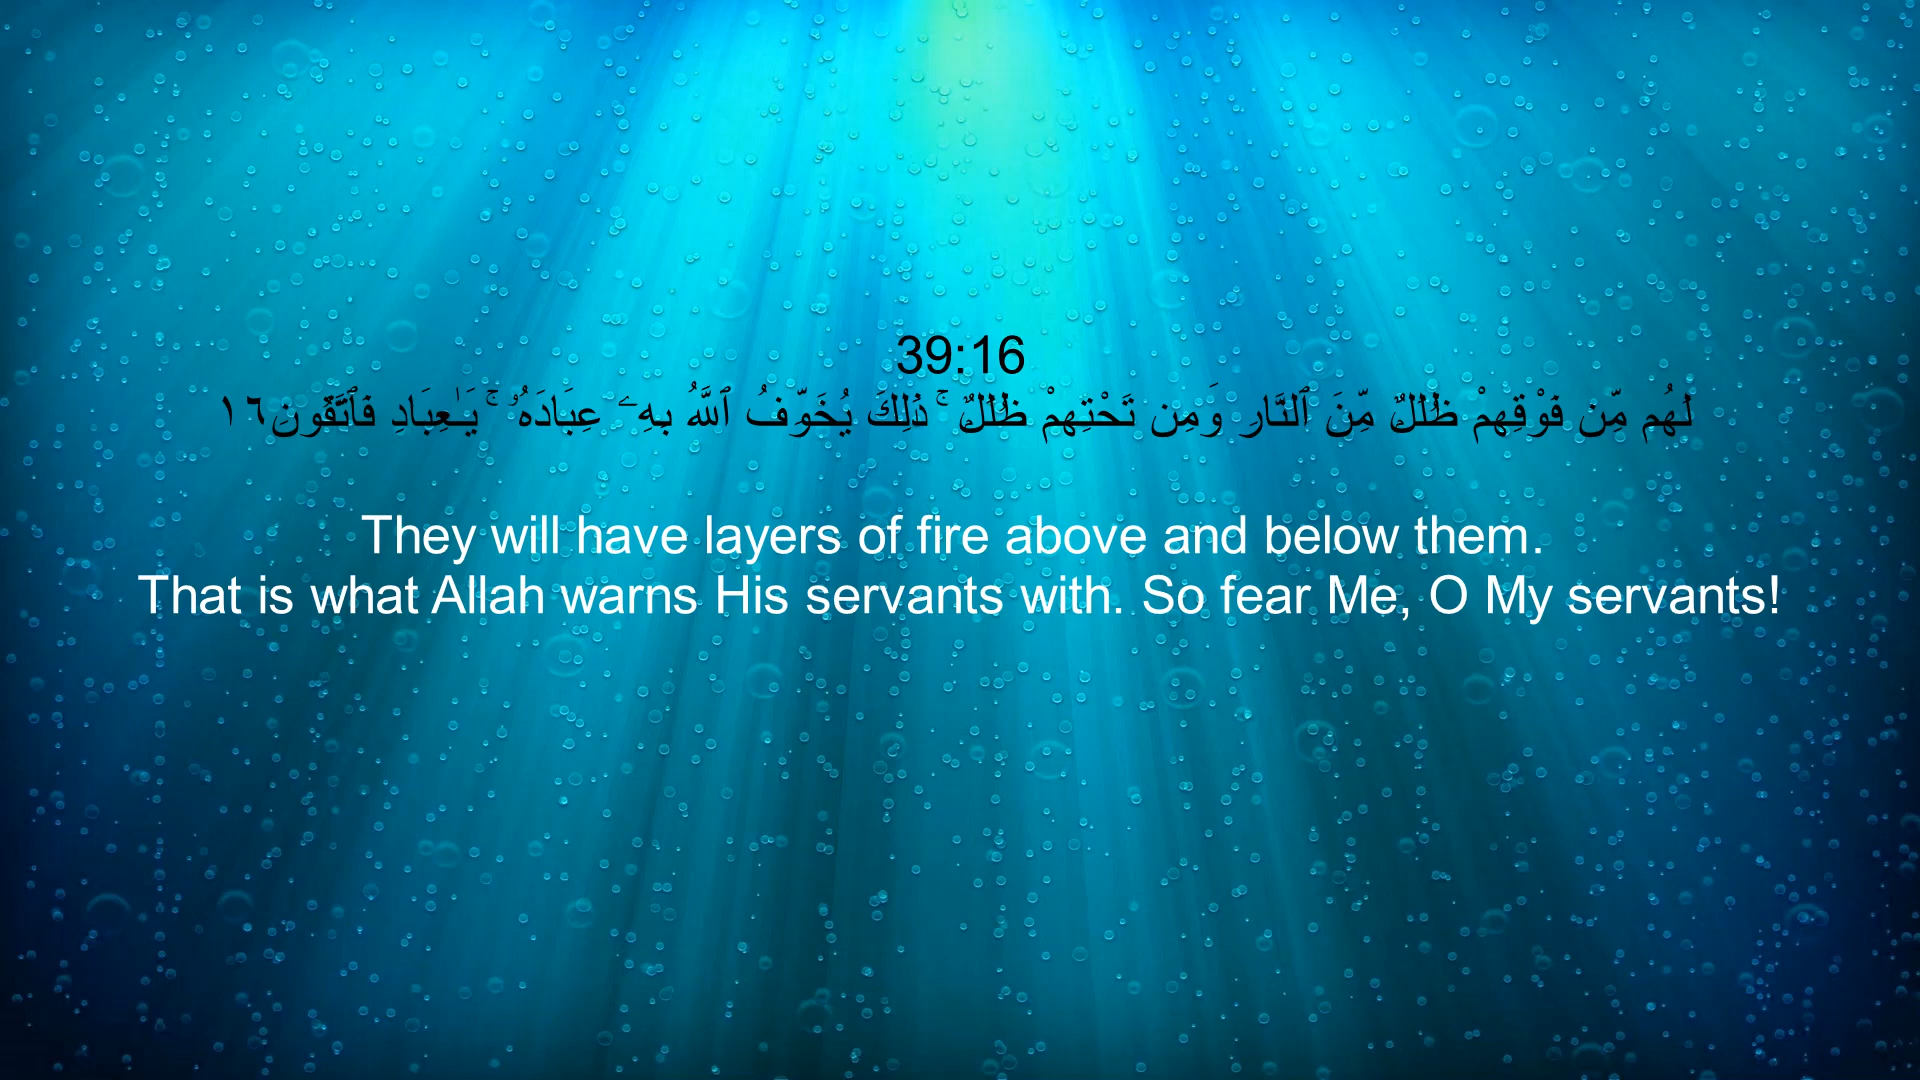 39:16
لَهُم مِّن فَوْقِهِمْ ظُلَلٌ مِّنَ ٱلنَّارِ وَمِن تَحْتِهِمْ ظُلَلٌ ۚ ذَٰلِكَ يُخَوِّفُ ٱللَّهُ بِهِۦ عِبَادَهُۥ ۚ يَـٰعِبَادِ فَٱتَّقُونِ١٦
They will have layers of fire above and below them.
That is what Allah warns His servants with. So fear Me, O My servants!